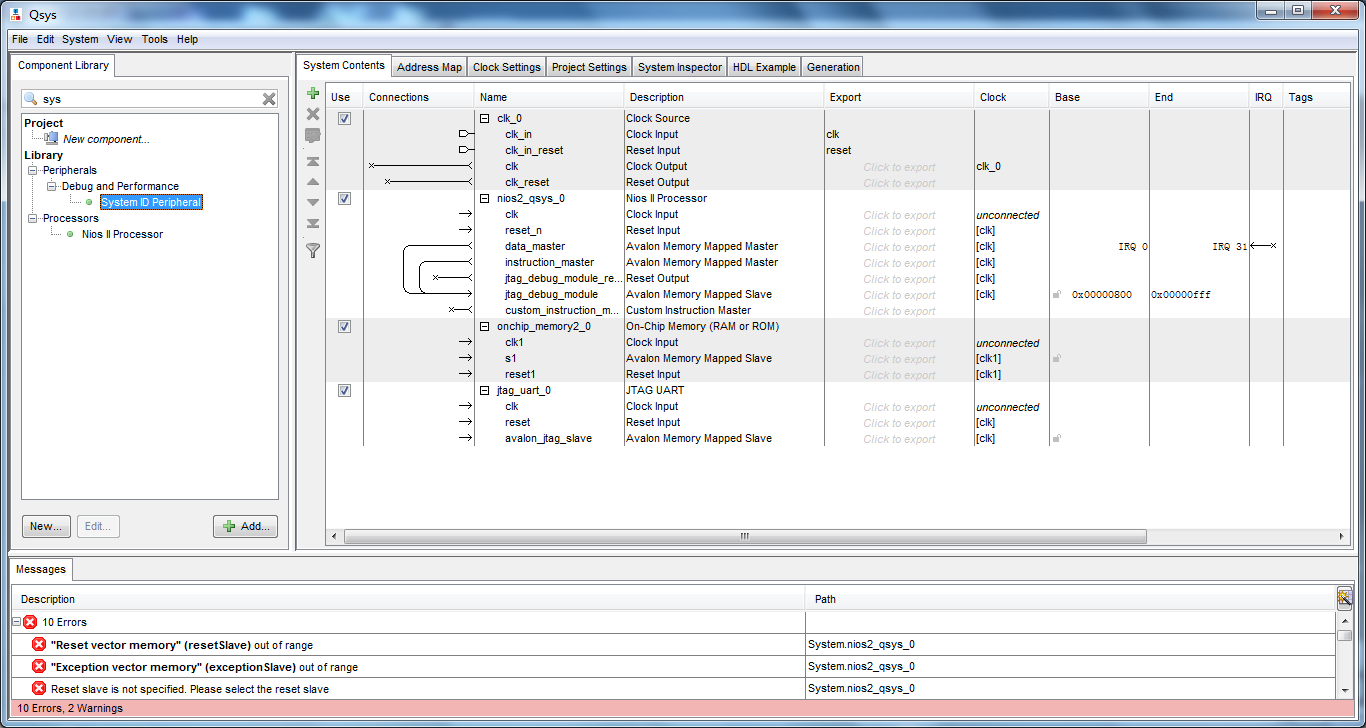 Qsys
File Edit System View Tools Help
Component Library
sys
Project
New component...
Library
Peripherals
Debug and Performance
System ID Peripheral
Processors
Nios II Processor
New... Edit... Add...
System Contents Address Map Clock Settings Project Settings System Inspector HDL Example Generation
Use Connections Name Description Export Clock Base End IRQ Tags
clk_0 Clock Source
clk_in Clock Input clk
clk_in_reset Reset Input reset
clk Clock Output Click to export clk_0
clk_reset Reset Output Click to export
nios2_qsys_0 Nios II Processor
clk Clock Input Click to export unconnected
reset_n Reset Input Click to export [clk]
data_master Avalon Memory Mapped Master Click to export [clk] IRQ 0 IRQ 31
instruction_master Avalon Memory Mapped Master Click to export [clk]
jtag_debug_module_re... Reset Output Click to export [clk]
jtag_debug_module Avalon Memory Mapped Slave Click to export [clk] 0x00000800 0x00000fff
custom_instruction_m... Custom Instruction Master Click to export
onchip_memory2_0 On-Chip Memory (RAM or ROM)
clk1 Clock Input Click to export unconnected
s1 Avalon Memory Mapped Slave Click to export [clk1]
reset1 Reset Input Click to export [clk1]
jtag_uart_0 JTAG UART
clk Clock Input Click to export unconnected
reset Reset Input Click to export [clk]
avalon_jtag_slave Avalon Memory Mapped Slave Click to export [clk]
Messages
Description Path
10 Errors
"Reset vector memory" (resetSlave) out of range System.nios2_qsys_0
"Exception vector memory" (exceptionSlave) out of range System.nios2_qsys_0
Reset slave is not specified. Please select the reset slave System.nios2_qsys_0
10 Errors, 2 Warnings